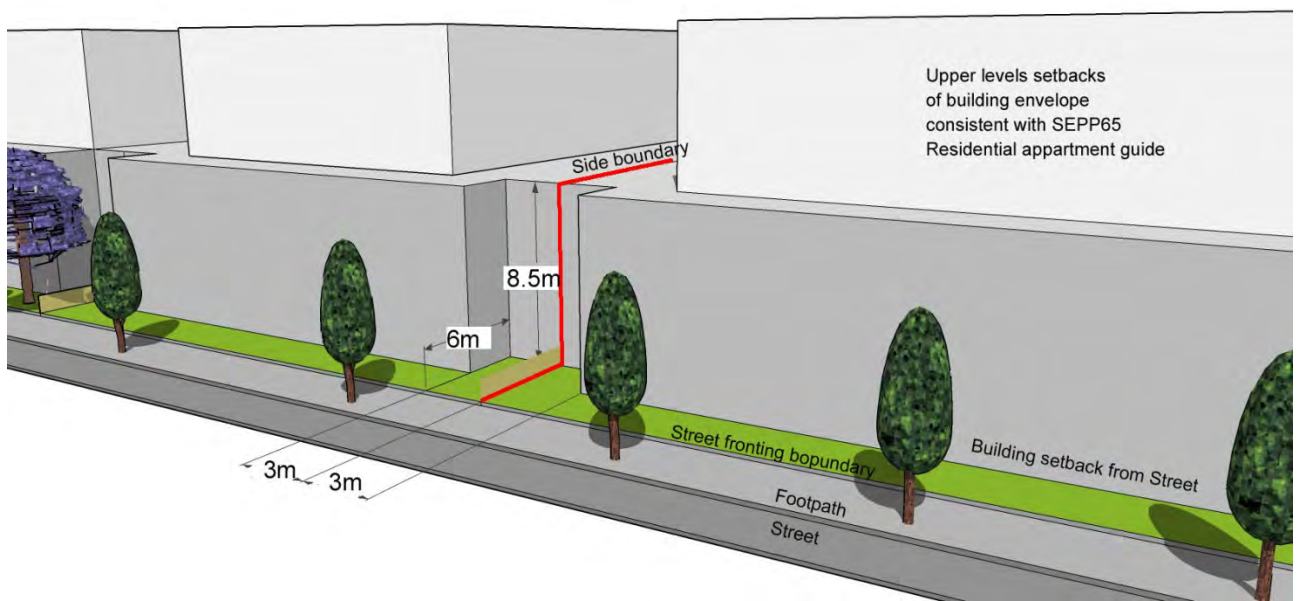 Upper levels setbacks
of building envelope
consistent with SEPP65
Residential appartment guide
Side boundary
8.5m
6m
3m
3m
Street fronting bopundary
Building setback from Street
Footpath
Street